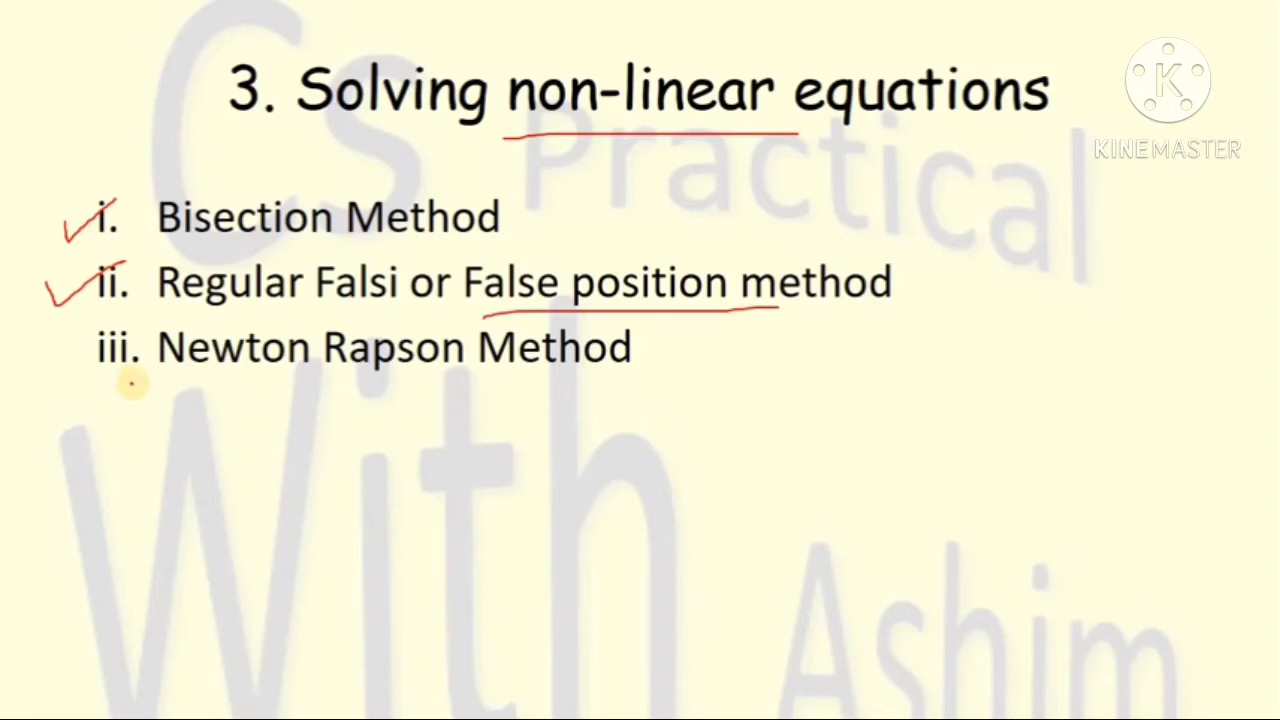 3. Solving non-linear equations
K
KINEMASTER
i. Bisection Method
ii. Regular Falsi or False position method
iii. Newton Rapson Method
Cs
Practical
With
Ashim